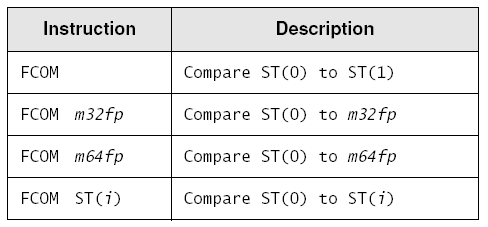 Instruction Description
FCOM Compare ST(0) to ST(1)
FCOM m32fp Compare ST(0) to m32fp
FCOM m64fp Compare ST(0) to m64fp
FCOM ST(i) Compare ST(0) to ST(i)